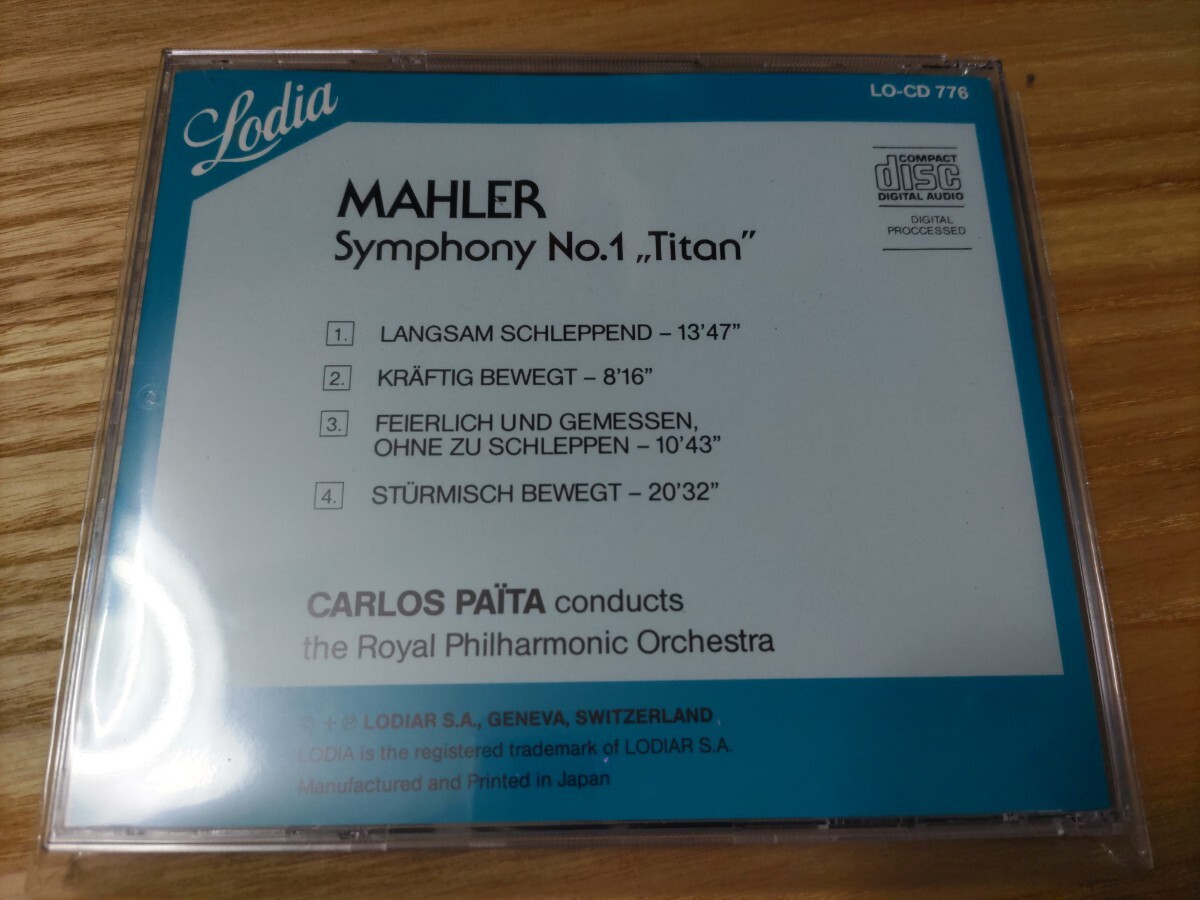 Lodia
LO-CD 776
COMPACT
disc
DIGITAL AUDIO
DIGITAL
PROCCESSED
MAHLER
Symphony No.1 „Titan”
1. LANGSAM SCHLEPPEND – 13’47”
2. KRÄFTIG BEWEGT – 8’16”
3. FEIERLICH UND GEMESSEN,
OHNE ZU SCHLEPPEN – 10’43”
4. STÜRMISCH BEWEGT – 20’32”
CARLOS PAÏTA conducts
the Royal Philharmonic Orchestra
© + ℗ LODIAR S.A., GENEVA, SWITZERLAND
LODIA is the registered trademark of LODIAR S.A.
Manufactured and Printed in Japan